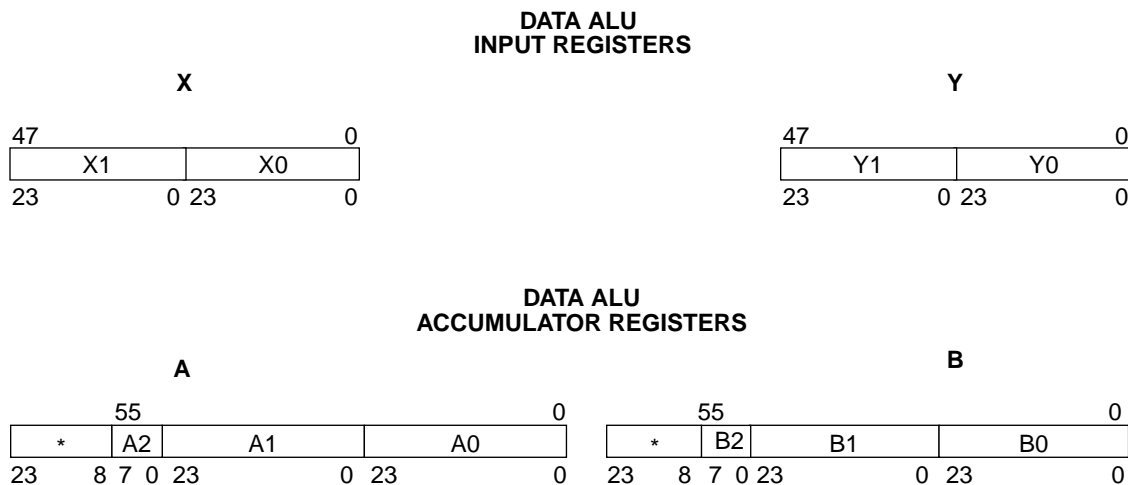 DATA ALU
INPUT REGISTERS
X Y
47 0 47 0
X1 X0 Y1 Y0
23 0 23 0 23 0 23 0
DATA ALU
ACCUMULATOR REGISTERS
A B
55 0 55 0
* A2 A1 A0 * B2 B1 B0
23 8 7 0 23 0 23 0 23 8 7 0 23 0 23 0